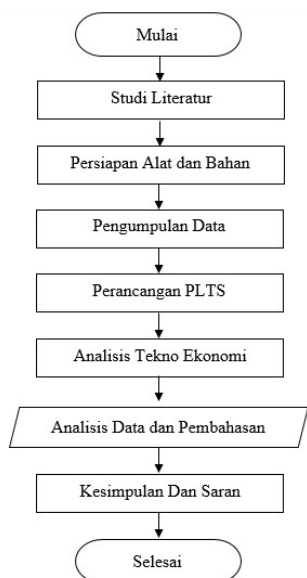 Mulai
Studi Literatur
Persiapan Alat dan Bahan
Pengumpulan Data
Perancangan PLTS
Analisis Tekno Ekonomi
Analisis Data dan Pembahasan
Kesimpulan Dan Saran
Selesai